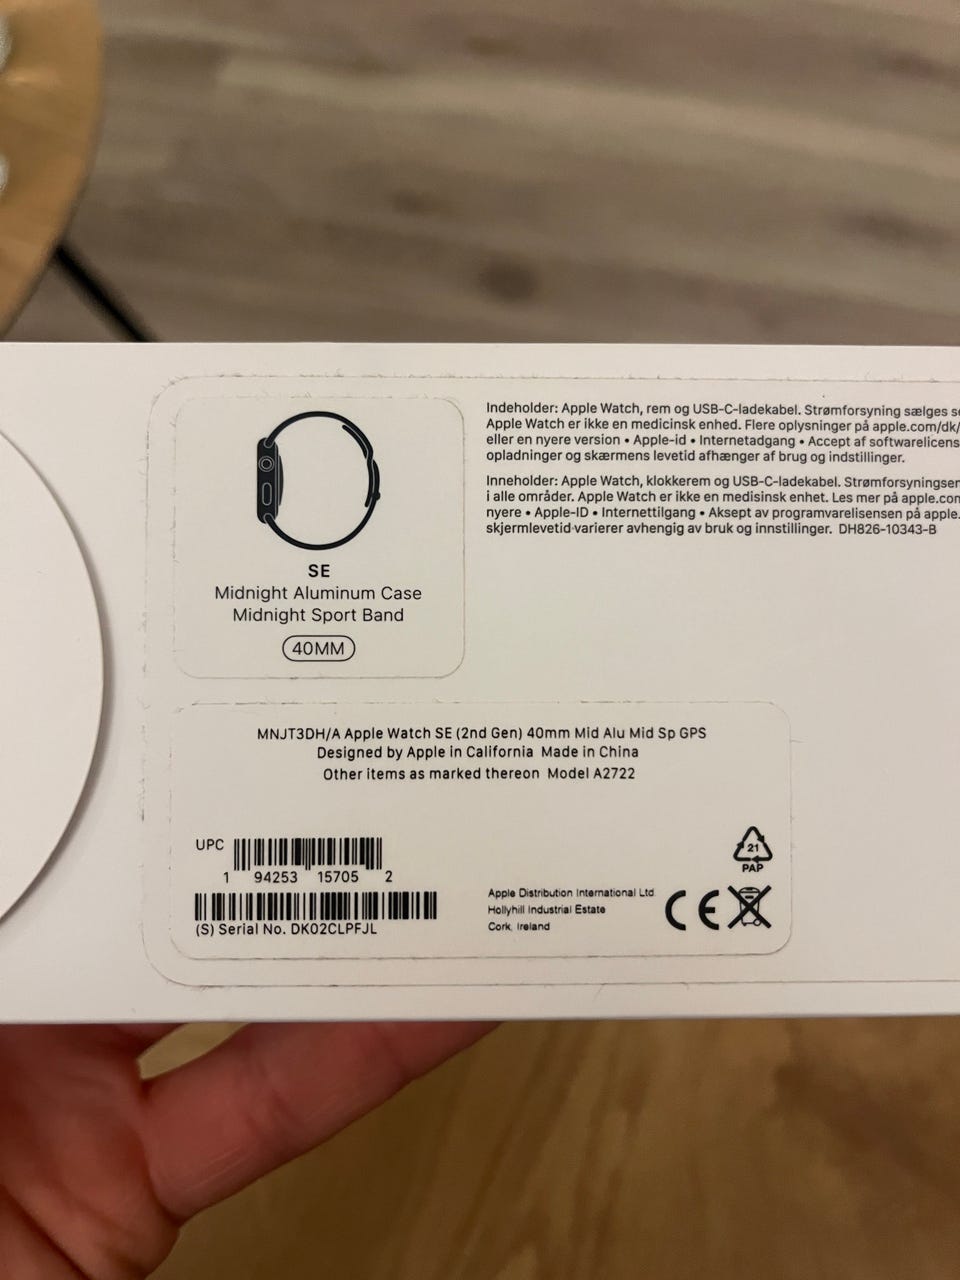 SE
Midnight Aluminum Case
Midnight Sport Band
40MM
Indeholder: Apple Watch, rem og USB-C-ladekabel. Strømforsyning sælges
Apple Watch er ikke en medicinsk enhed. Flere oplysninger på apple.com/dk/
eller en nyere version • Apple-id • Internetadgang • Accept af softwarelicens
opladninger og skærmens levetid afhænger af brug og indstillinger.
Inneholder: Apple Watch, klokkerem og USB-C-ladekabel. Strømforsyningsen
i alle områder. Apple Watch er ikke en medisinsk enhet. Les mer på apple.com
nyere • Apple-ID • Internettilgang • Aksept av programvarelisensen på apple.
skjermlevetid varierer avhengig av bruk og innstillinger. DH826-10343-B
MNJT3DH/A Apple Watch SE (2nd Gen) 40mm Mid Alu Mid Sp GPS
Designed by Apple in California Made in China
Other items as marked thereon Model A2722
UPC
1 94253 15705 2
(S) Serial No. DK02CLPFJL
Apple Distribution International Ltd.
Hollyhill Industrial Estate
Cork, Ireland
21
PAP
CE